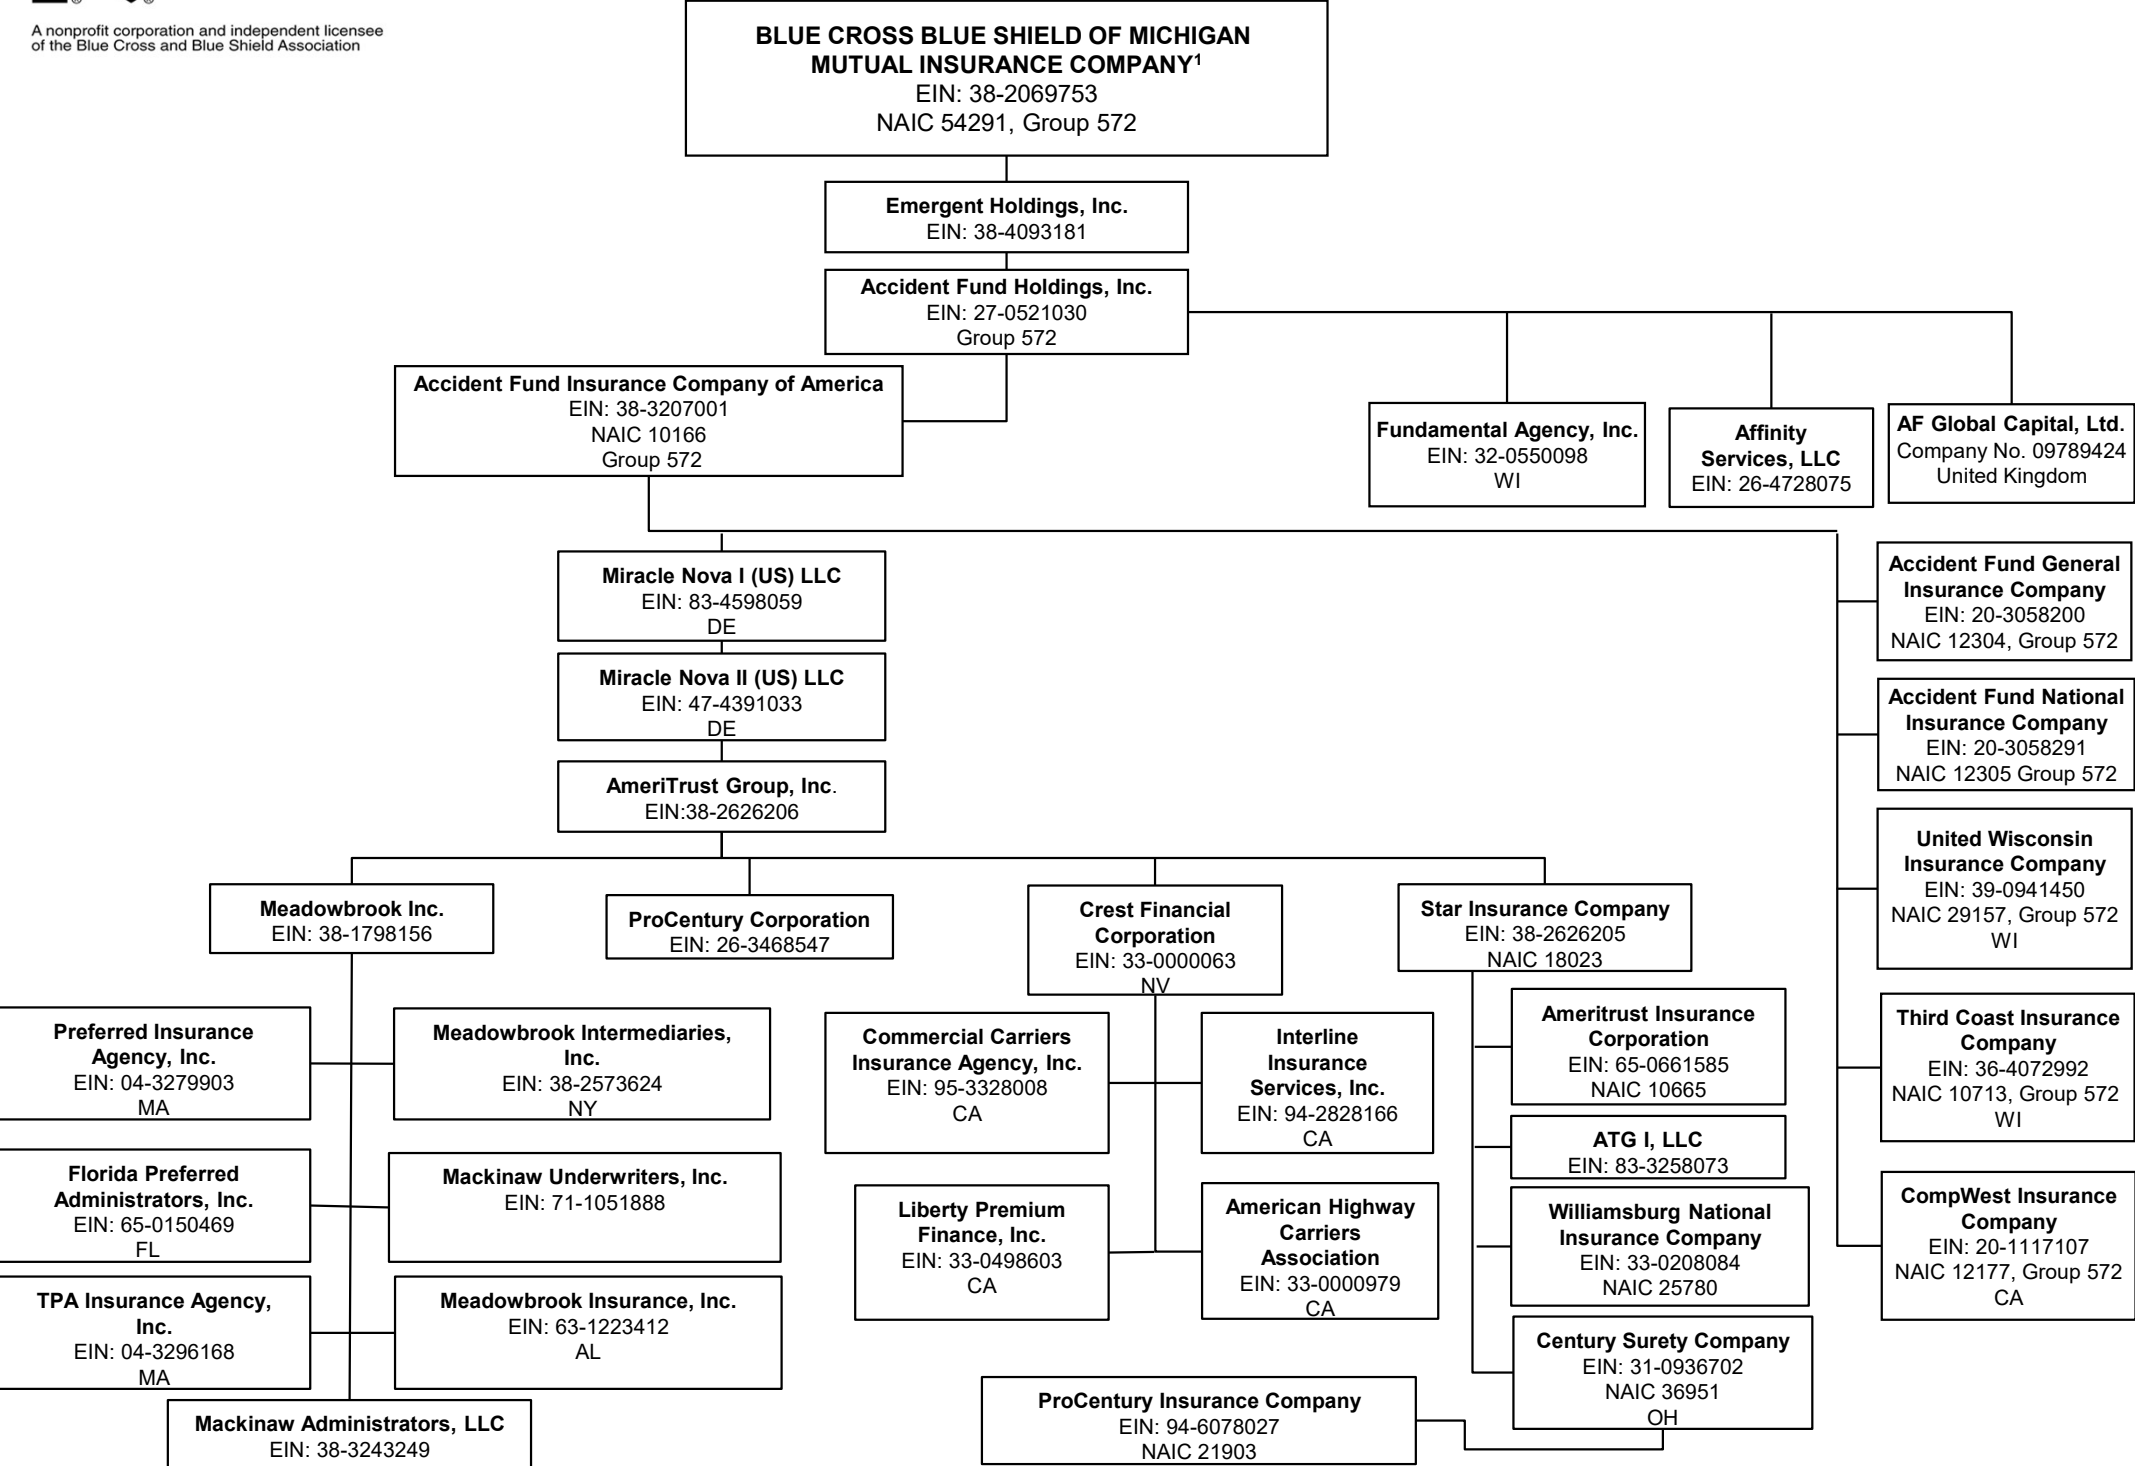 ® ®
A nonprofit corporation and independent licensee
of the Blue Cross and Blue Shield Association
BLUE CROSS BLUE SHIELD OF MICHIGAN
MUTUAL INSURANCE COMPANY¹
EIN: 38-2069753
NAIC 54291, Group 572
Emergent Holdings, Inc.
EIN: 38-4093181
Accident Fund Holdings, Inc.
EIN: 27-0521030
Group 572
Accident Fund Insurance Company of America
EIN: 38-3207001
NAIC 10166
Group 572
Fundamental Agency, Inc.
EIN: 32-0550098
WI
Affinity
Services, LLC
EIN: 26-4728075
AF Global Capital, Ltd.
Company No. 09789424
United Kingdom
Miracle Nova I (US) LLC
EIN: 83-4598059
DE
Miracle Nova II (US) LLC
EIN: 47-4391033
DE
AmeriTrust Group, Inc.
EIN:38-2626206
Accident Fund General
Insurance Company
EIN: 20-3058200
NAIC 12304, Group 572
Accident Fund National
Insurance Company
EIN: 20-3058291
NAIC 12305 Group 572
United Wisconsin
Insurance Company
EIN: 39-0941450
NAIC 29157, Group 572
WI
Third Coast Insurance
Company
EIN: 36-4072992
NAIC 10713, Group 572
WI
CompWest Insurance
Company
EIN: 20-1117107
NAIC 12177, Group 572
CA
Meadowbrook Inc.
EIN: 38-1798156
ProCentury Corporation
EIN: 26-3468547
Crest Financial
Corporation
EIN: 33-0000063
NV
Star Insurance Company
EIN: 38-2626205
NAIC 18023
Preferred Insurance
Agency, Inc.
EIN: 04-3279903
MA
Meadowbrook Intermediaries,
Inc.
EIN: 38-2573624
NY
Florida Preferred
Administrators, Inc.
EIN: 65-0150469
FL
Mackinaw Underwriters, Inc.
EIN: 71-1051888
TPA Insurance Agency,
Inc.
EIN: 04-3296168
MA
Meadowbrook Insurance, Inc.
EIN: 63-1223412
AL
Mackinaw Administrators, LLC
EIN: 38-3243249
Commercial Carriers
Insurance Agency, Inc.
EIN: 95-3328008
CA
Interline
Insurance
Services, Inc.
EIN: 94-2828166
CA
Liberty Premium
Finance, Inc.
EIN: 33-0498603
CA
American Highway
Carriers
Association
EIN: 33-0000979
CA
Ameritrust Insurance
Corporation
EIN: 65-0661585
NAIC 10665
ATG I, LLC
EIN: 83-3258073
Williamsburg National
Insurance Company
EIN: 33-0208084
NAIC 25780
Century Surety Company
EIN: 31-0936702
NAIC 36951
OH
ProCentury Insurance Company
EIN: 94-6078027
NAIC 21903